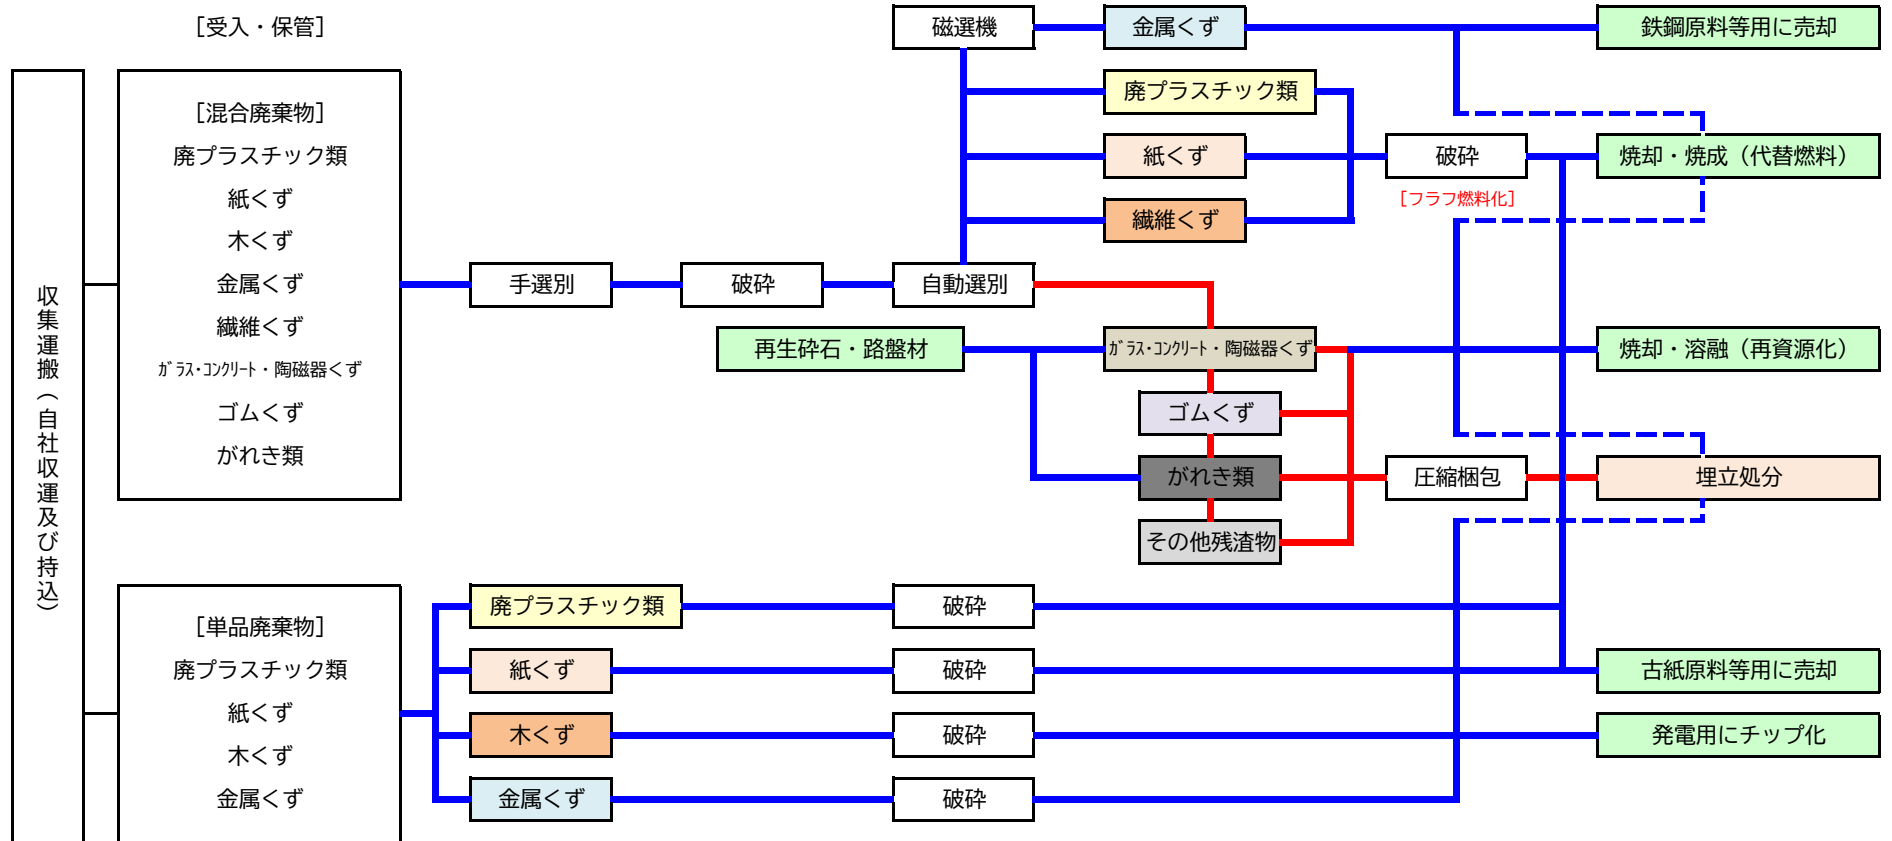 [受入・保管]
収集運搬（自社収運及び持込）
[混合廃棄物]
廃プラスチック類
紙くず
木くず
金属くず
繊維くず
ｶﾞﾗｽ･ｺﾝｸﾘｰﾄ・陶磁器くず
ゴムくず
がれき類
手選別
破砕
自動選別
磁選機
金属くず
鉄鋼原料等用に売却
廃プラスチック類
紙くず
繊維くず
破砕
[フラフ燃料化]
焼却・焼成（代替燃料）
再生砕石・路盤材
ｶﾞﾗｽ･ｺﾝｸﾘｰﾄ・陶磁器くず
焼却・溶融（再資源化）
ゴムくず
がれき類
圧縮梱包
埋立処分
その他残渣物
[単品廃棄物]
廃プラスチック類
紙くず
木くず
金属くず
廃プラスチック類
破砕
紙くず
破砕
古紙原料等用に売却
木くず
破砕
発電用にチップ化
金属くず
破砕